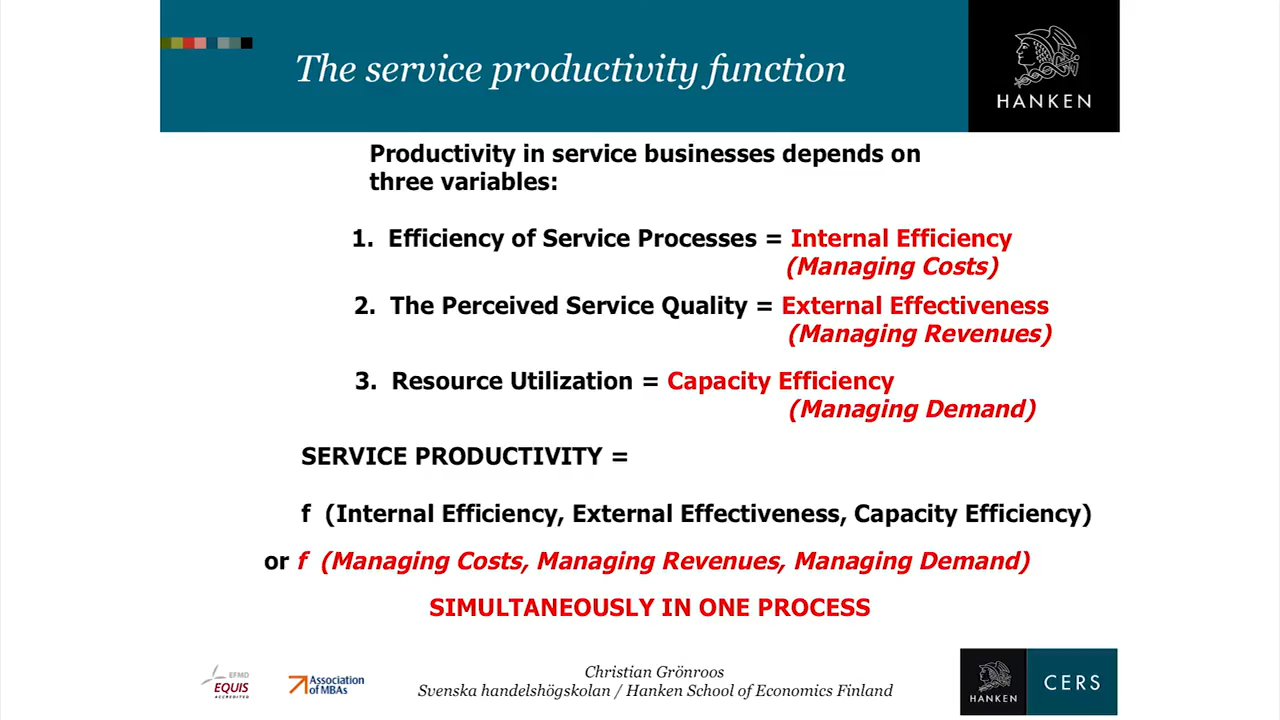 The service productivity function
HANKEN
Productivity in service businesses depends on
three variables:
1. Efficiency of Service Processes = Internal Efficiency
(Managing Costs)
2. The Perceived Service Quality = External Effectiveness
(Managing Revenues)
3. Resource Utilization = Capacity Efficiency
(Managing Demand)
SERVICE PRODUCTIVITY =
f (Internal Efficiency, External Effectiveness, Capacity Efficiency)
or f (Managing Costs, Managing Revenues, Managing Demand)
SIMULTANEOUSLY IN ONE PROCESS
EFMD
EQUIS
ACCREDITED
Association
of MBAs
Christian Grönroos
Svenska handelshögskolan / Hanken School of Economics Finland
HANKEN
CERS